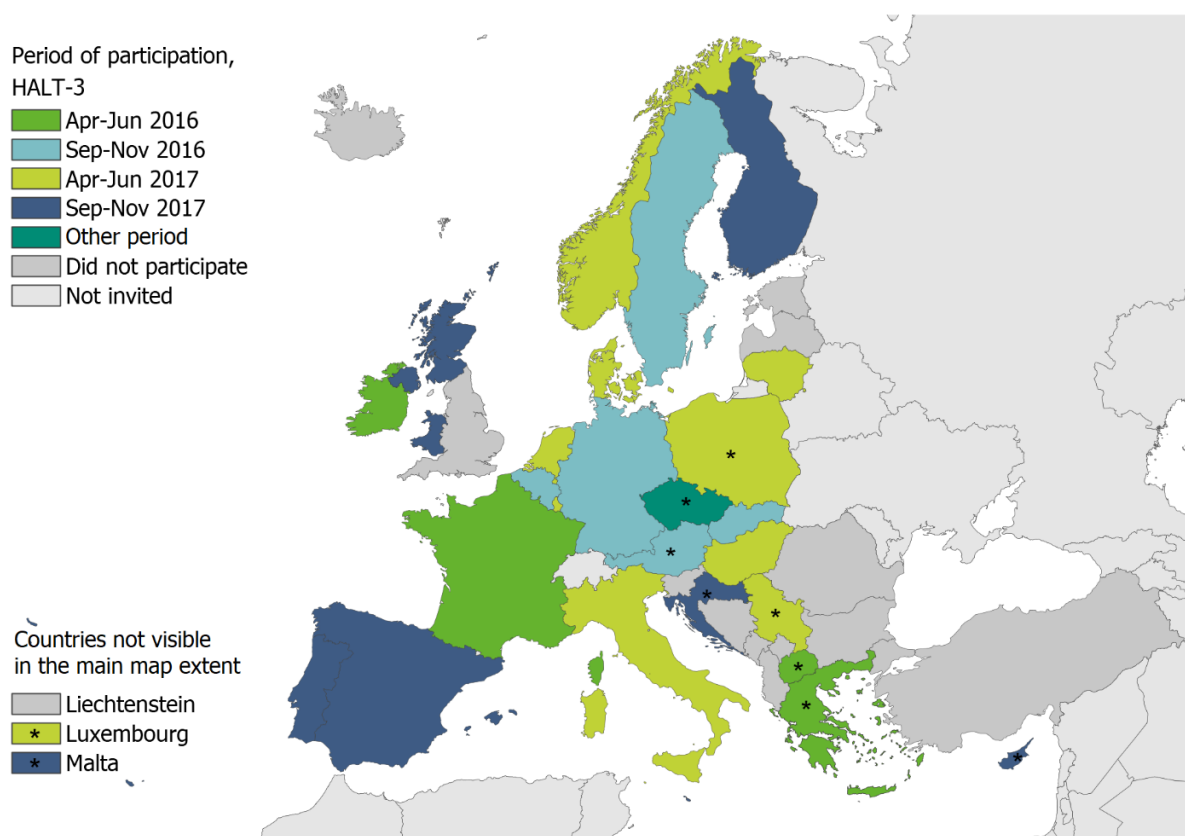 Period of participation,
HALT-3
Apr-Jun 2016
Sep-Nov 2016
Apr-Jun 2017
Sep-Nov 2017
Other period
Did not participate
Not invited
*
*
*
*
*
*
*
*
Countries not visible
in the main map extent
Liechtenstein
* Luxembourg
* Malta